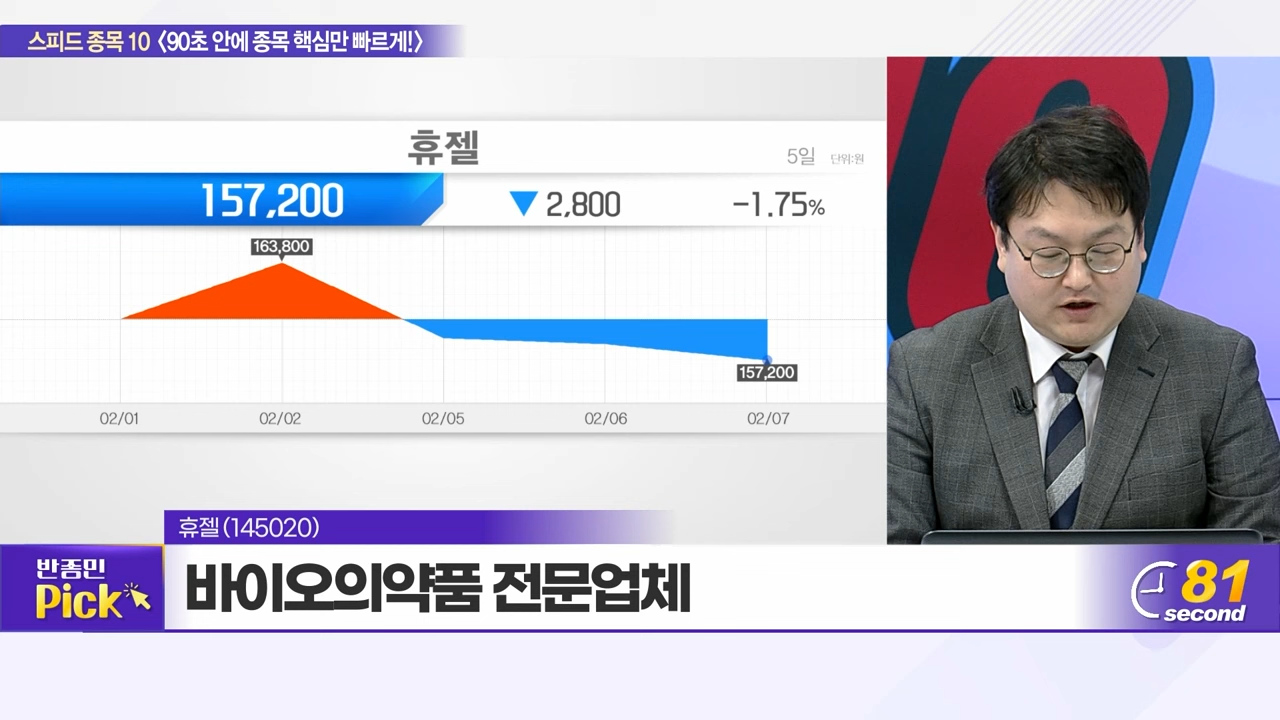 스피드 종목 10 〈90초 안에 종목 핵심만 빠르게!〉
휴젤
5일 단위:원
157,200 ▼ 2,800 -1.75%
163,800
157,200
02/01 02/02 02/05 02/06 02/07
휴젤 (145020)
반종민
Pick
바이오의약품 전문업체
81
second